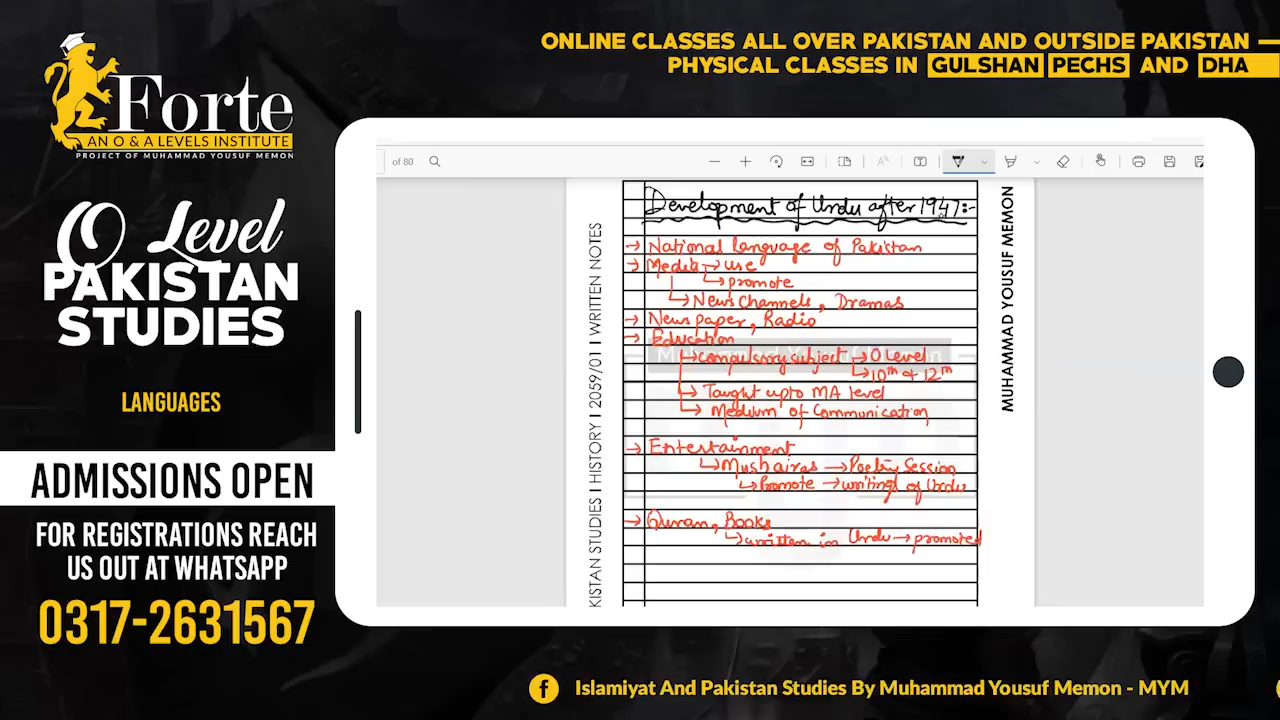 Forte
AN O & A LEVELS INSTITUTE
PROJECT OF MUHAMMAD YOUSUF MEMON
O Level
PAKISTAN
STUDIES
LANGUAGES
ADMISSIONS OPEN
FOR REGISTRATIONS REACH
US OUT AT WHATSAPP
0317-2631567
ONLINE CLASSES ALL OVER PAKISTAN AND OUTSIDE PAKISTAN
PHYSICAL CLASSES IN GULSHAN PECHS AND DHA
of 80
KISTAN STUDIES I HISTORY I 2059/01 I WRITTEN NOTES
Development of Urdu after 1947:-
→ National language of Pakistan
→ Media → use
↳ promote
↳ News Channels, Dramas
→ Newspaper, Radio
→ Education
↳ compulsory subject → O Level
↳ 10th & 12th
↳ Taught upto MA level
↳ Medium of Communication
→ Entertainment
↳ Mushairas → Poetry Session
↳ Promote → writings of Urdu
→ Quran, Books
↳ written in Urdu → promoted
MUHAMMAD YOUSUF MEMON
Islamiyat And Pakistan Studies By Muhammad Yousuf Memon - MYM